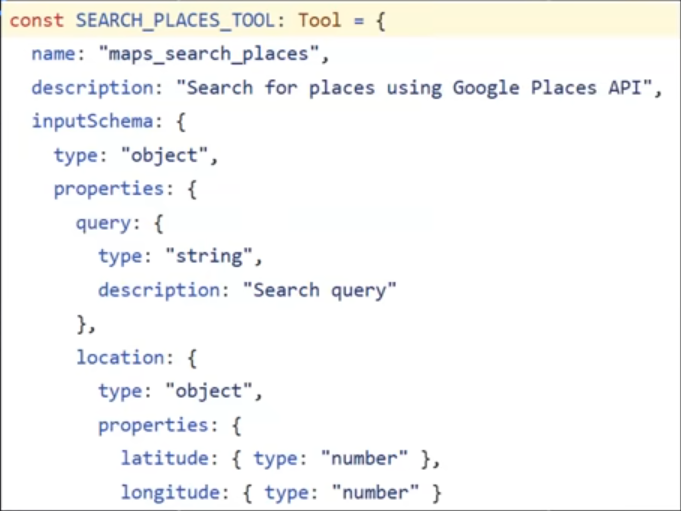 const SEARCH_PLACES_TOOL: Tool = {
name: "maps_search_places",
description: "Search for places using Google Places API",
inputSchema: {
type: "object",
properties: {
query: {
type: "string",
description: "Search query"
},
location: {
type: "object",
properties: {
latitude: { type: "number" },
longitude: { type: "number" }